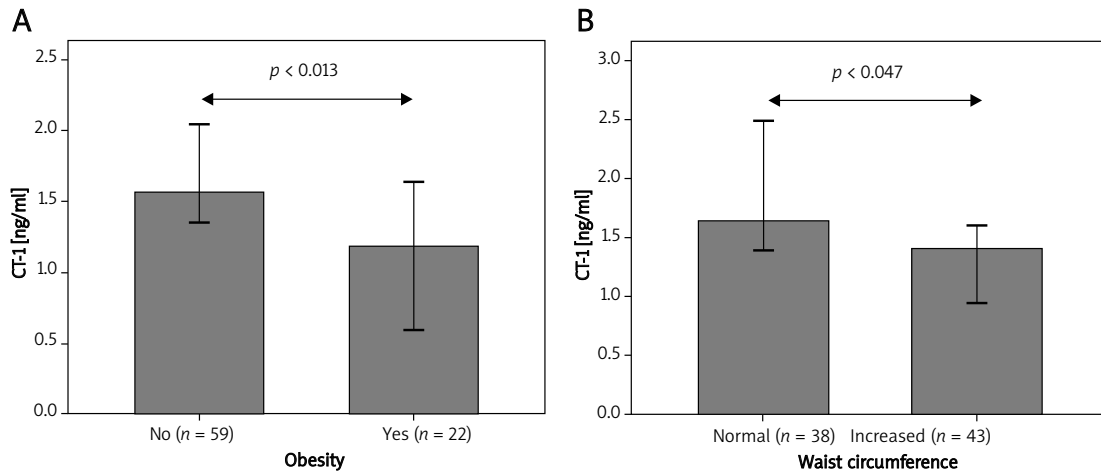 A
CT-1 [ng/ml]
2.5
2.0
1.5
1.0
0.5
0.0
p < 0.013
No (n = 59)
Yes (n = 22)
Obesity
B
CT-1 [ng/ml]
3.0
2.5
2.0
1.5
1.0
0.5
0.0
p < 0.047
Normal (n = 38)
Increased (n = 43)
Waist circumference